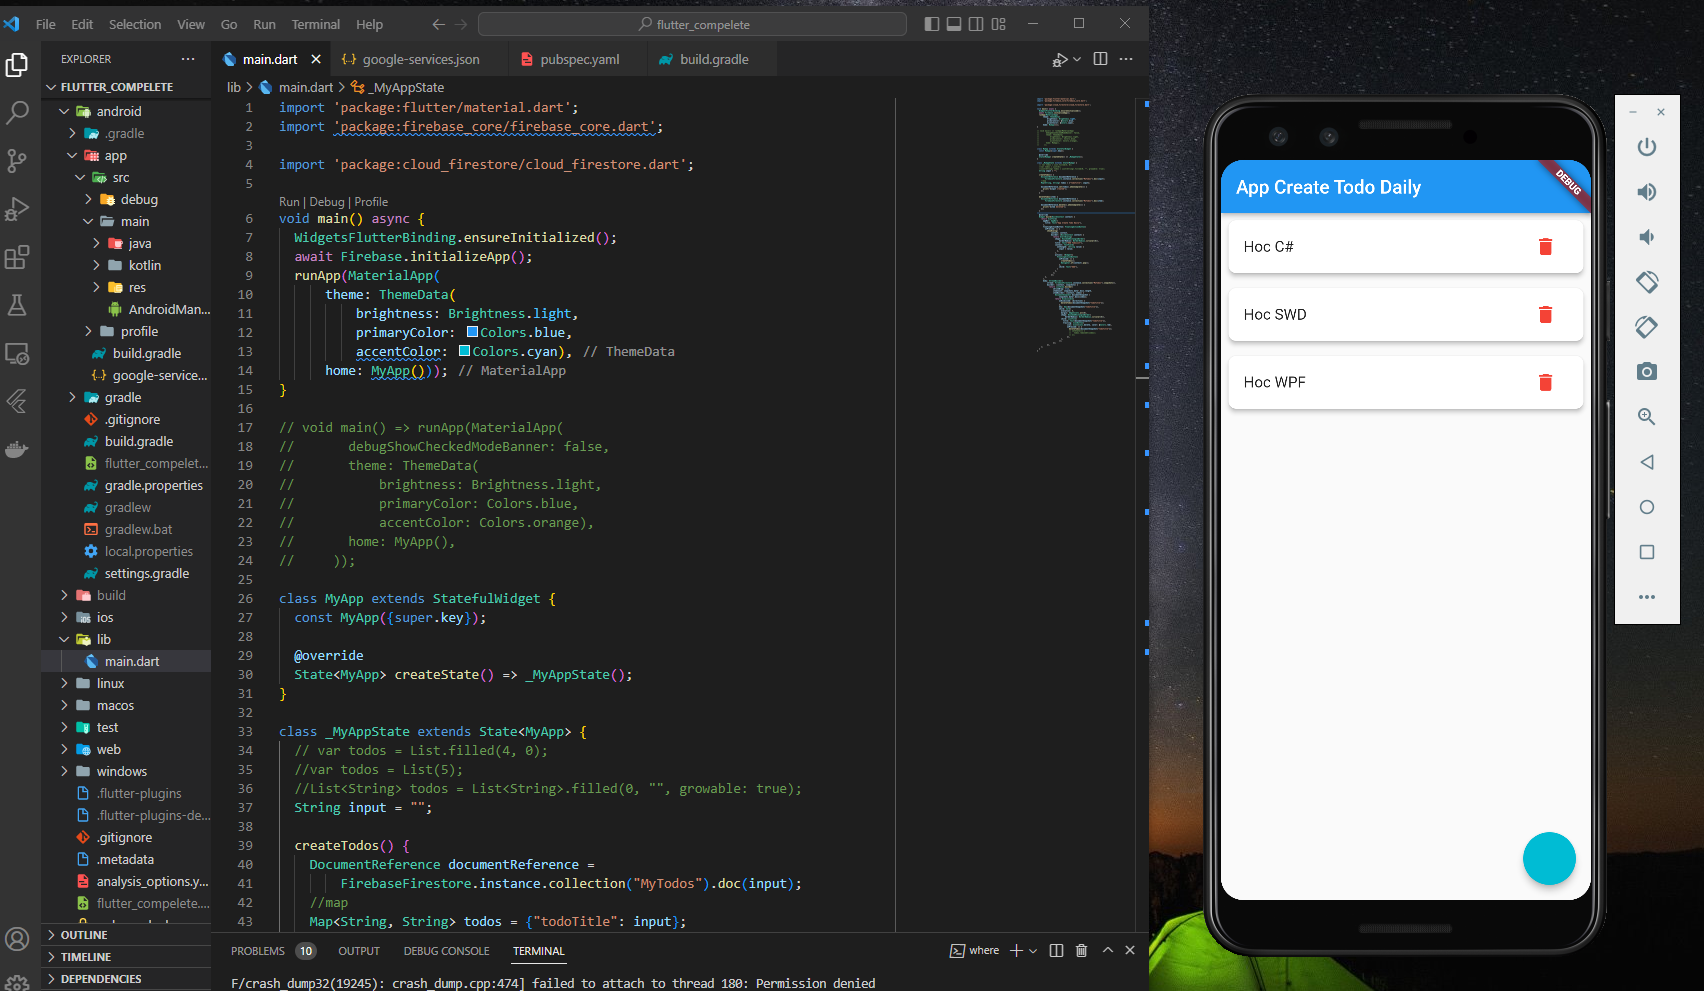 File Edit Selection View Go Run Terminal Help
flutter_compelete
EXPLORER
FLUTTER_COMPELETE
android
.gradle
app
src
debug
main
java
kotlin
res
AndroidMan...
profile
build.gradle
google-service...
gradle
.gitignore
build.gradle
flutter_compelet...
gradle.properties
gradlew
gradlew.bat
local.properties
settings.gradle
build
ios
lib
main.dart
linux
macos
test
web
windows
.flutter-plugins
.flutter-plugins-de...
.gitignore
.metadata
analysis_options.y...
flutter_compelete....
OUTLINE
TIMELINE
DEPENDENCIES
main.dart google-services.json pubspec.yaml build.gradle
lib > main.dart > _MyAppState
1 import 'package:flutter/material.dart';
2 import 'package:firebase_core/firebase_core.dart';
3
4 import 'package:cloud_firestore/cloud_firestore.dart';
5
Run | Debug | Profile
6 void main() async {
7 WidgetsFlutterBinding.ensureInitialized();
8 await Firebase.initializeApp();
9 runApp(MaterialApp(
10 theme: ThemeData(
11 brightness: Brightness.light,
12 primaryColor: Colors.blue,
13 accentColor: Colors.cyan), // ThemeData
14 home: MyApp())); // MaterialApp
15 }
16
17 // void main() => runApp(MaterialApp(
18 // debugShowCheckedModeBanner: false,
19 // theme: ThemeData(
20 // brightness: Brightness.light,
21 // primaryColor: Colors.blue,
22 // accentColor: Colors.orange),
23 // home: MyApp(),
24 // ));
25
26 class MyApp extends StatefulWidget {
27 const MyApp({super.key});
28
29 @override
30 State<MyApp> createState() => _MyAppState();
31 }
32
33 class _MyAppState extends State<MyApp> {
34 // var todos = List.filled(4, 0);
35 //var todos = List(5);
36 //List<String> todos = List<String>.filled(0, "", growable: true);
37 String input = "";
38
39 createTodos() {
40 DocumentReference documentReference =
41 FirebaseFirestore.instance.collection("MyTodos").doc(input);
42 //map
43 Map<String, String> todos = {"todoTitle": input};
PROBLEMS 10 OUTPUT DEBUG CONSOLE TERMINAL
where
F/crash_dump32(19245): crash_dump.cpp:474] failed to attach to thread 180: Permission denied
App Create Todo Daily
DEBUG
Hoc C#
Hoc SWD
Hoc WPF